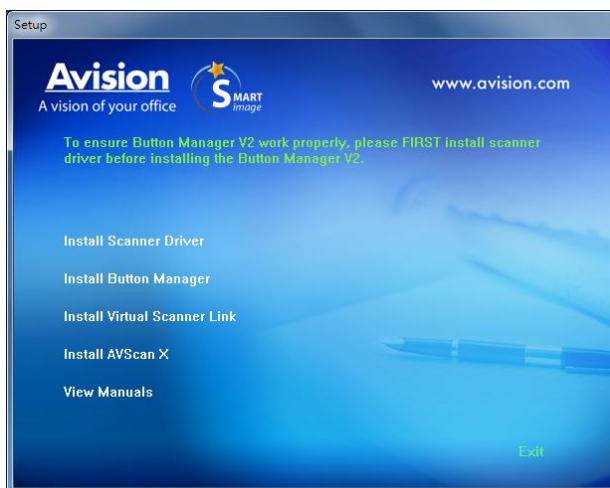 Setup
Avision
A vision of your office
SMART
image
www.avision.com
To ensure Button Manager V2 work properly, please FIRST install scanner
driver before installing the Button Manager V2.
Install Scanner Driver
Install Button Manager
Install Virtual Scanner Link
Install AVScan X
View Manuals
Exit